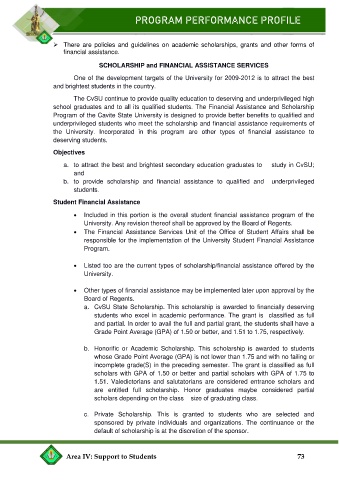 PROGRAM PERFORMANCE PROFILE
➢ There are policies and guidelines on academic scholarships, grants and other forms of
financial assistance.
SCHOLARSHIP and FINANCIAL ASSISTANCE SERVICES
One of the development targets of the University for 2009-2012 is to attract the best
and brightest students in the country.
The CvSU continue to provide quality education to deserving and underprivileged high
school graduates and to all its qualified students. The Financial Assistance and Scholarship
Program of the Cavite State University is designed to provide better benefits to qualified and
underprivileged students who meet the scholarship and financial assistance requirements of
the University. Incorporated in this program are other types of financial assistance to
deserving students.
Objectives
a. to attract the best and brightest secondary education graduates to study in CvSU;
and
b. to provide scholarship and financial assistance to qualified and underprivileged
students.
Student Financial Assistance
• Included in this portion is the overall student financial assistance program of the
University. Any revision thereof shall be approved by the Board of Regents.
• The Financial Assistance Services Unit of the Office of Student Affairs shall be
responsible for the implementation of the University Student Financial Assistance
Program.
• Listed too are the current types of scholarship/financial assistance offered by the
University.
• Other types of financial assistance may be implemented later upon approval by the
Board of Regents.
a. CvSU State Scholarship. This scholarship is awarded to financially deserving
students who excel in academic performance. The grant is classified as full
and partial. In order to avail the full and partial grant, the students shall have a
Grade Point Average (GPA) of 1.50 or better, and 1.51 to 1.75, respectively.
b. Honorific or Academic Scholarship. This scholarship is awarded to students
whose Grade Point Average (GPA) is not lower than 1.75 and with no failing or
incomplete grade(S) in the preceding semester. The grant is classified as full
scholars with GPA of 1.50 or better and partial scholars with GPA of 1.75 to
1.51. Valedictorians and salutatorians are considered entrance scholars and
are entitled full scholarship. Honor graduates maybe considered partial
scholars depending on the class size of graduating class.
c. Private Scholarship. This is granted to students who are selected and
sponsored by private individuals and organizations. The continuance or the
default of scholarship is at the discretion of the sponsor.
Area IV: Support to Students 73